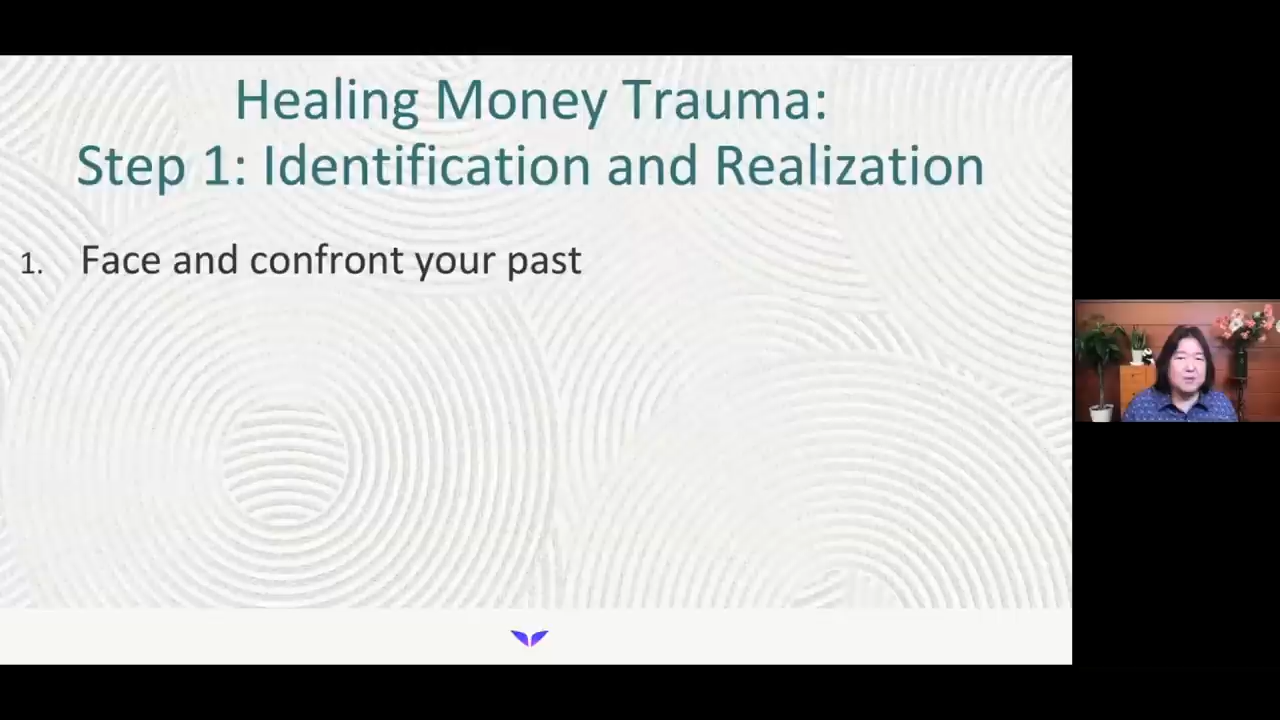 Healing Money Trauma:
Step 1: Identification and Realization
1. Face and confront your past